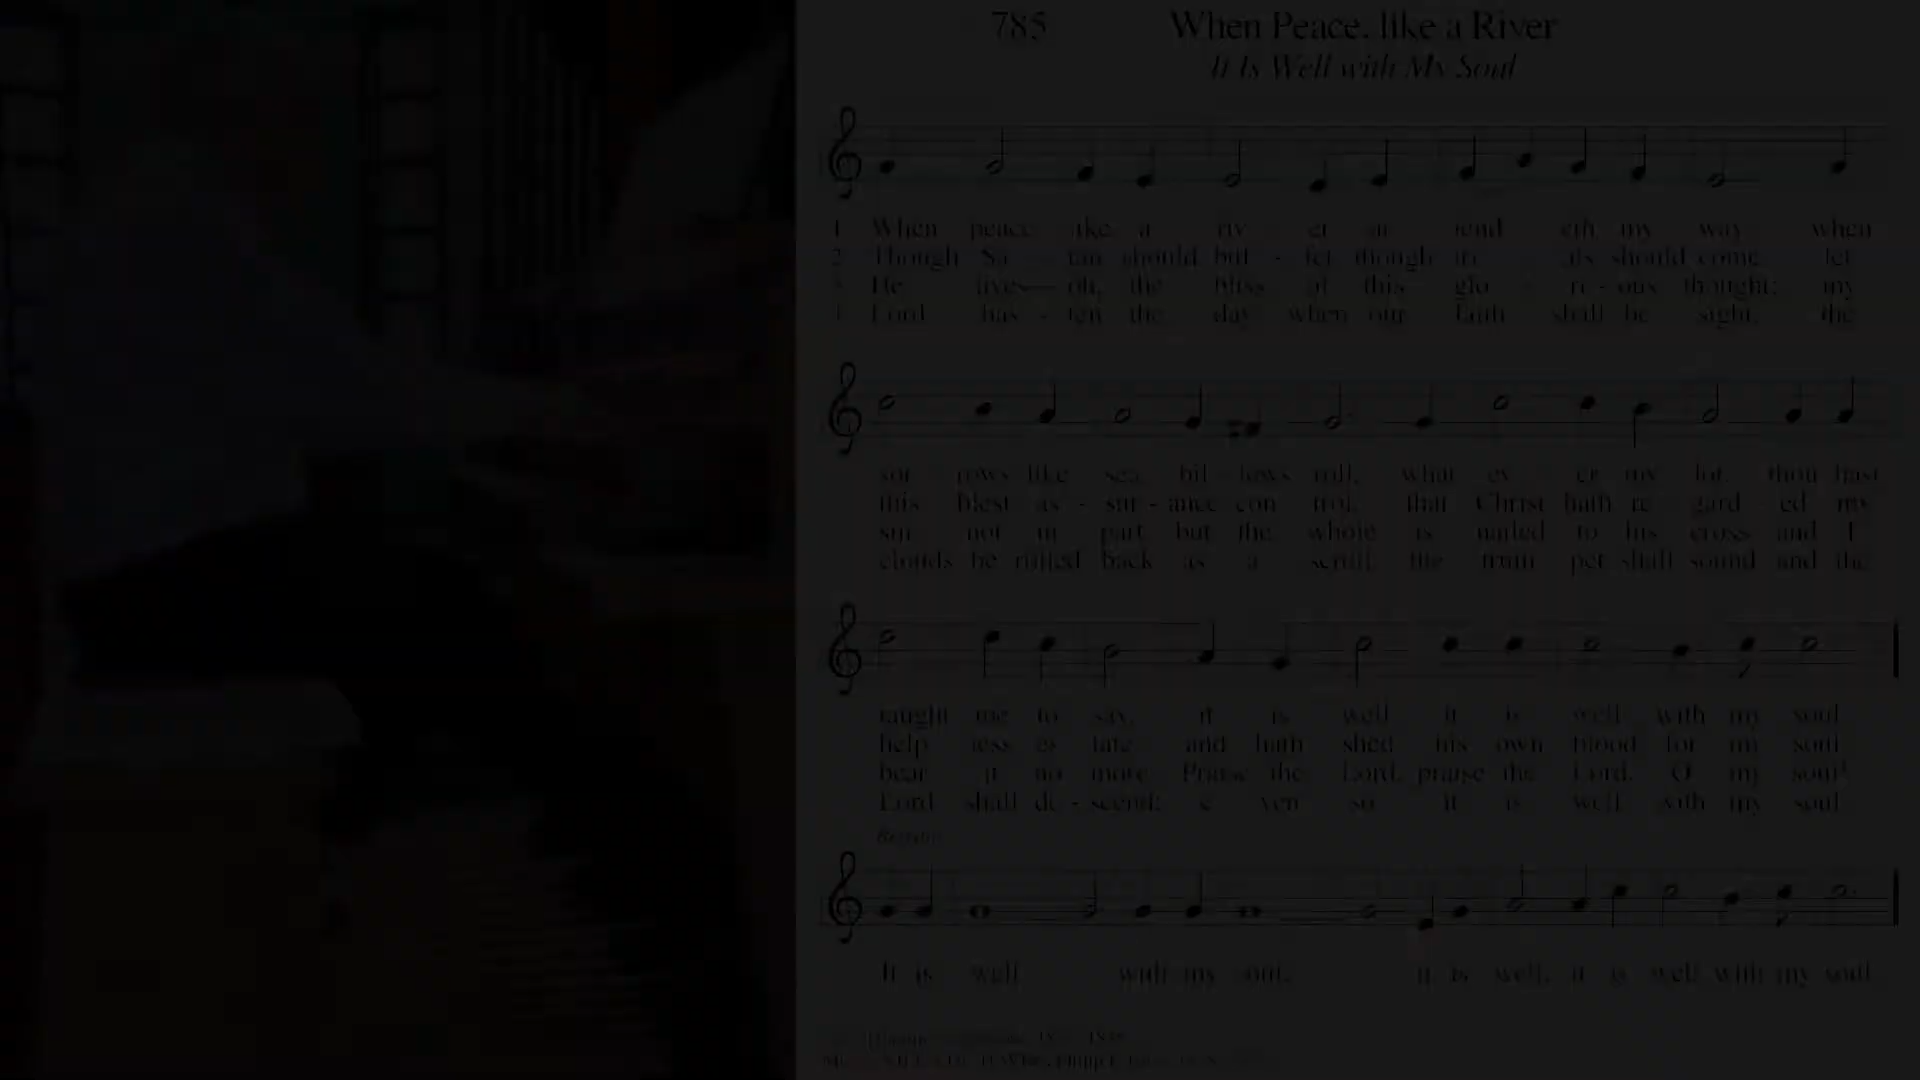 785 When Peace, like a River
It Is Well with My Soul
1 When peace like a riv er at tend eth my way when
2 Though Sa - tan should buf - fet though tri - als should come let
3 He lives— oh, the bliss of this glo - ri - ous thought; my
4 Lord has - ten the day when our faith shall be sight, the
sor rows like sea bil lows roll, what ev er my lot, thou hast
this blest as - sur - ance con trol, that Christ hath re gard ed my
sin not in part but the whole is nailed to his cross and I
clouds be rolled back as a scroll, the trum pet shall sound and the
taught me to say, it is well it is well with my soul.
help less es tate and hath shed his own blood for my soul.
bear it no more. Praise the Lord, praise the Lord, O my soul!
Lord shall de - scend; e ven so it is well with my soul.
Refrain
It is well with my soul, it is well, it is well with my soul.